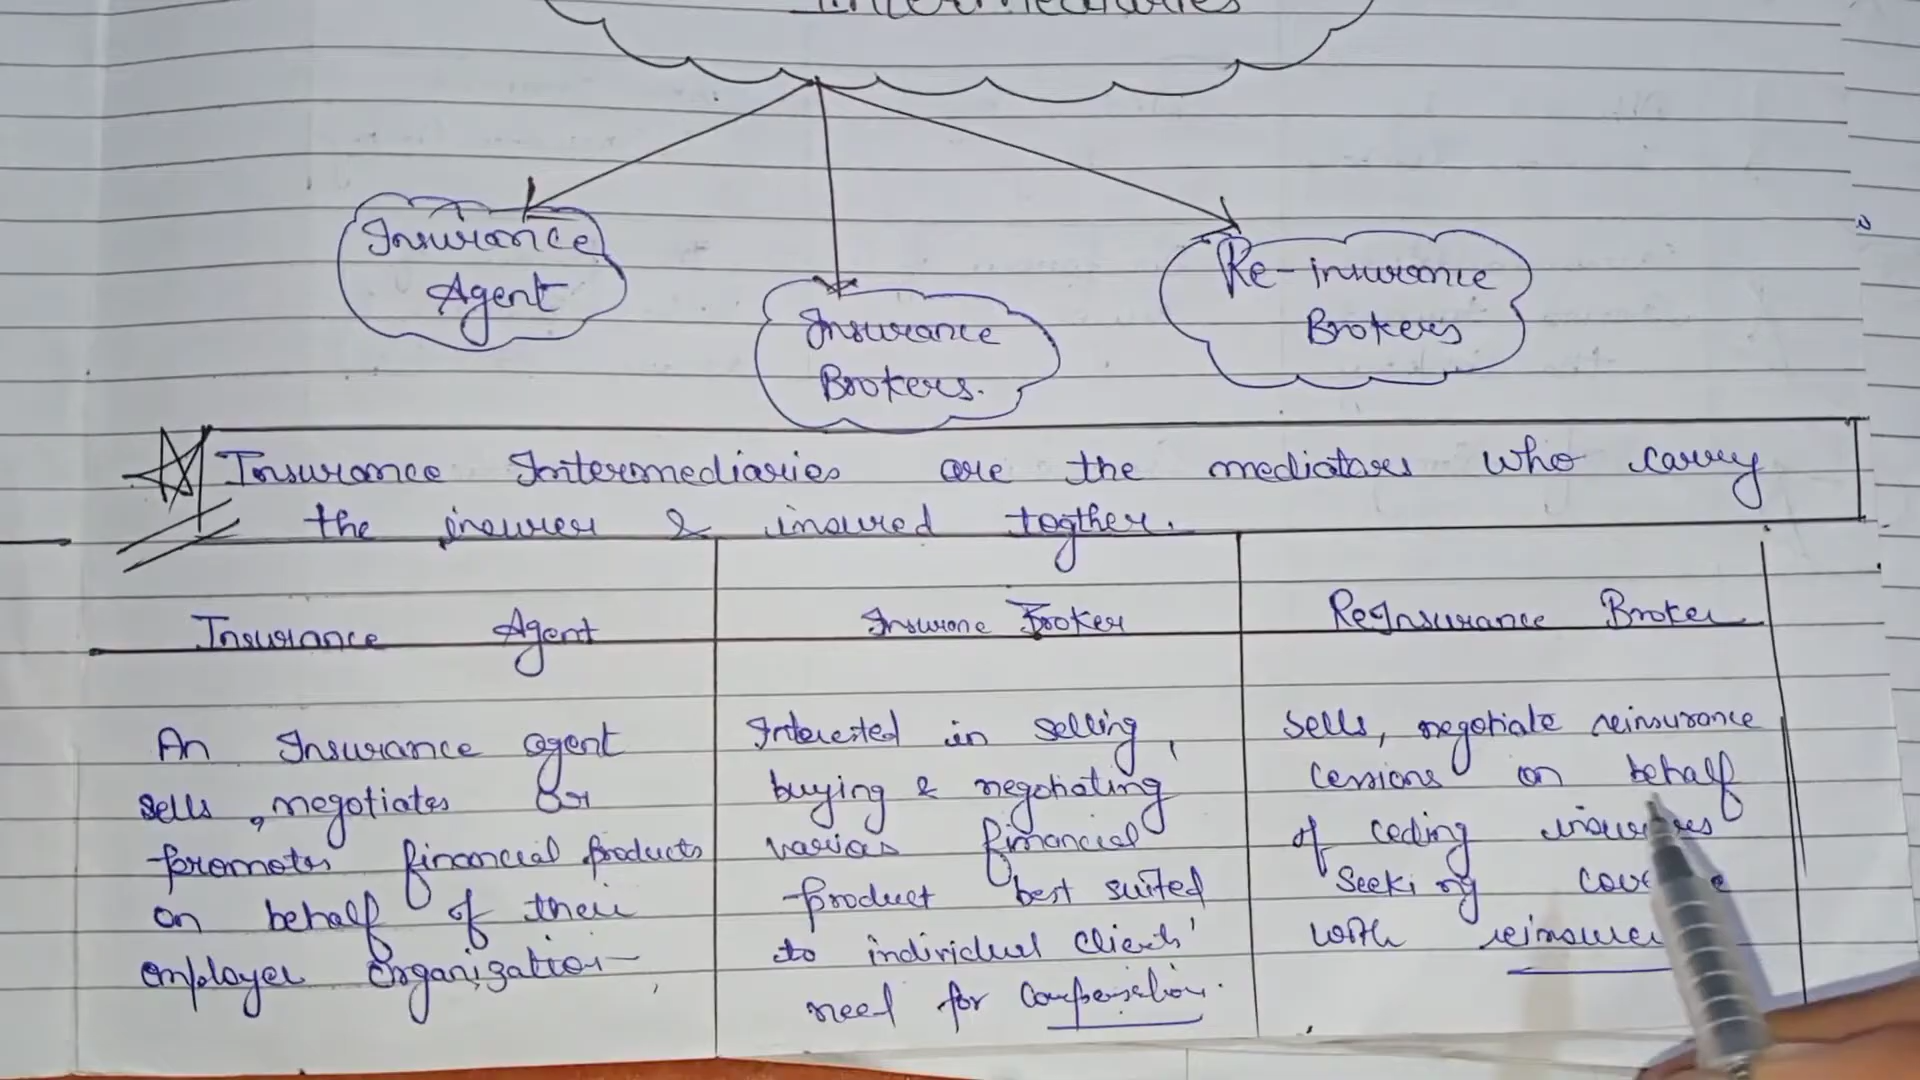 Intermediaries
Insurance
Agent
Insurance
Brokers.
Re-insurance
Brokers
Insurance Intermediaries are the mediators who carry
the insurer & insured togther.
Insurance Agent
An Insurance agent
sells, negotiates or
promotes financial products
on behalf of their
employer organization
Insurane Broker
Interested in selling,
buying & negotiating
various financial
product best suited
to individual clients'
need for compensation.
ReInsurance Broker
sells, negotiate reinsurance
cessions on behalf
of ceding
seeking
with